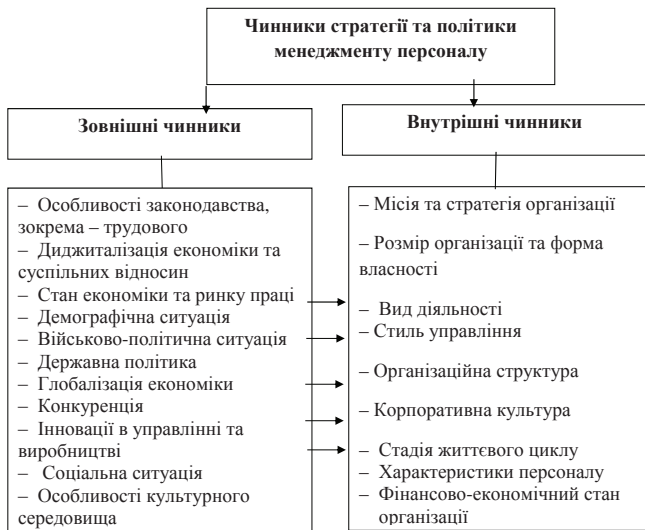 Чинники стратегії та політики
менеджменту персоналу
Зовнішні чинники
Внутрішні чинники
– Особливості законодавства,
зокрема – трудового
– Диджиталізація економіки та
суспільних відносин
– Стан економіки та ринку праці
– Демографічна ситуація
– Військово-політична ситуація
– Державна політика
– Глобалізація економіки
– Конкуренція
– Інновації в управлінні та
виробництві
– Соціальна ситуація
– Особливості культурного
середовища
– Місія та стратегія організації
– Розмір організації та форма
власності
– Вид діяльності
– Стиль управління
– Організаційна структура
– Корпоративна культура
– Стадія життєвого циклу
– Характеристики персоналу
– Фінансово-економічний стан
організації